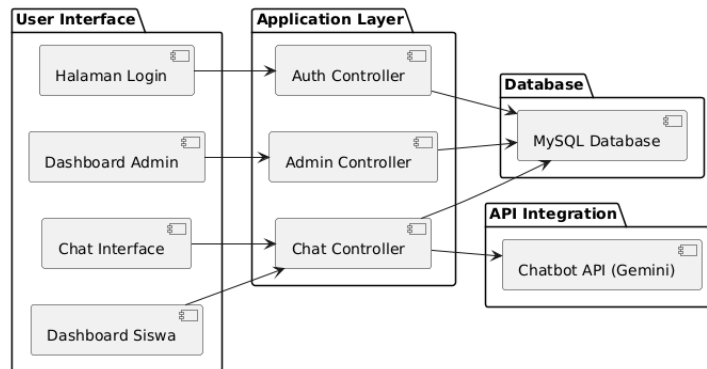 User Interface
Halaman Login
Dashboard Admin
Chat Interface
Dashboard Siswa
Application Layer
Auth Controller
Admin Controller
Chat Controller
Database
MySQL Database
API Integration
Chatbot API (Gemini)